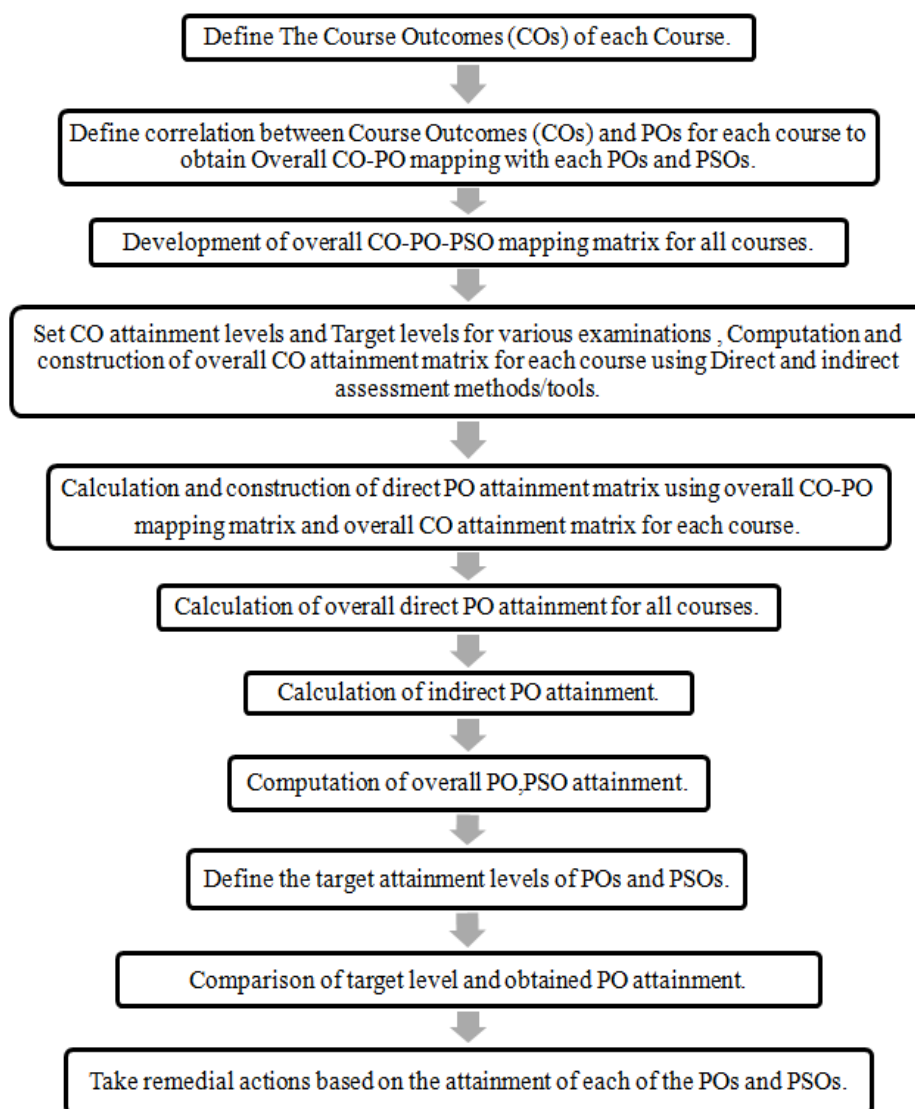 Define The Course Outcomes (COs) of each Course.
Define correlation between Course Outcomes (COs) and POs for each course to
obtain Overall CO-PO mapping with each POs and PSOs.
Development of overall CO-PO-PSO mapping matrix for all courses.
Set CO attainment levels and Target levels for various examinations , Computation and
construction of overall CO attainment matrix for each course using Direct and indirect
assessment methods/tools.
Calculation and construction of direct PO attainment matrix using overall CO-PO
mapping matrix and overall CO attainment matrix for each course.
Calculation of overall direct PO attainment for all courses.
Calculation of indirect PO attainment.
Computation of overall PO,PSO attainment.
Define the target attainment levels of POs and PSOs.
Comparison of target level and obtained PO attainment.
Take remedial actions based on the attainment of each of the POs and PSOs.